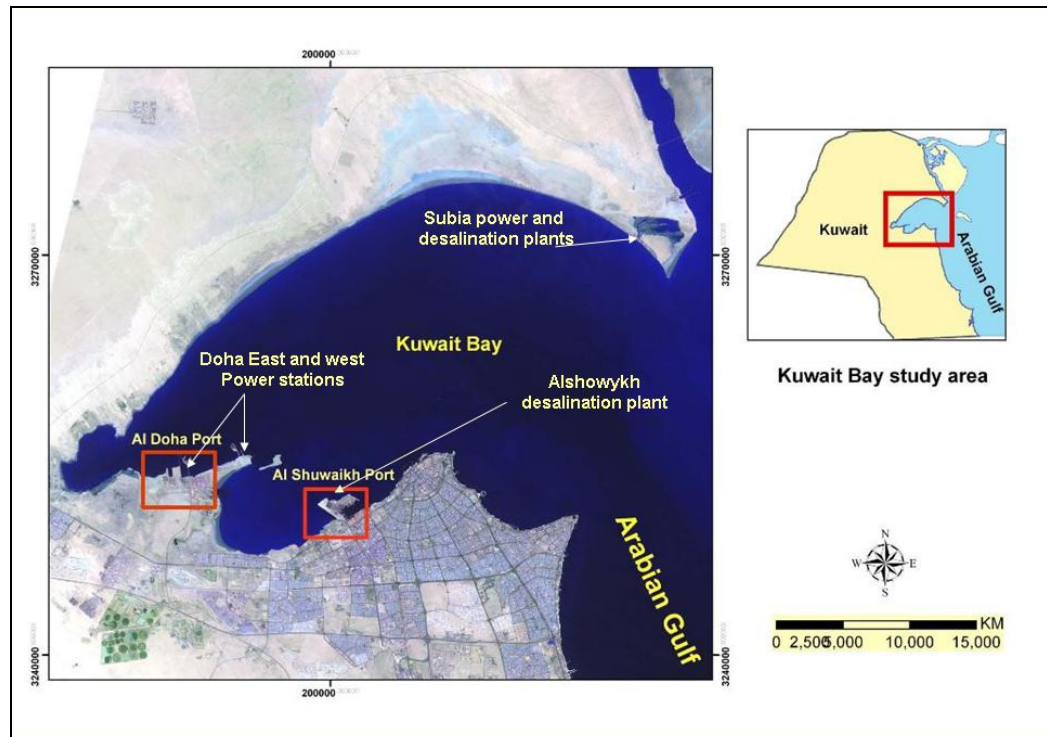 200000
Subia power and
desalination plants
3270000
3270000
Kuwait Bay
Doha East and west
Power stations
Alshowykh
desalination plant
Al Doha Port
Al Shuwaikh Port
Arabian Gulf
3240000
3240000
200000
Kuwait
Arabian Gulf
Kuwait Bay study area
N
W E
S
KM
0 2,500 5,000 10,000 15,000